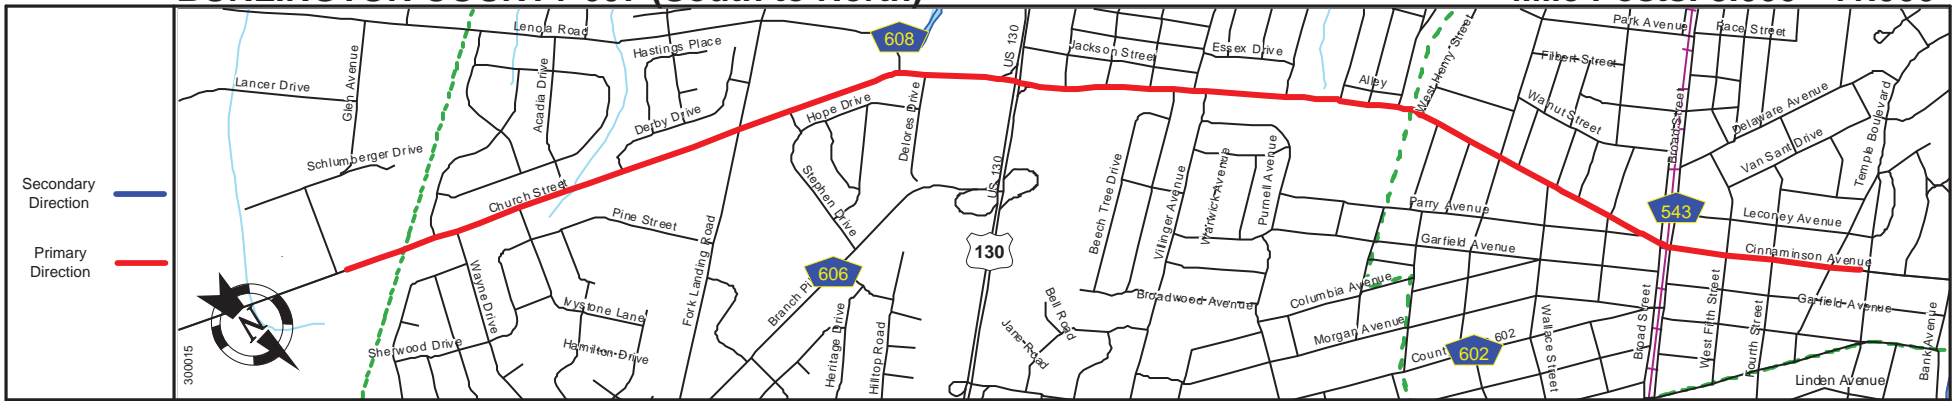 Secondary
Direction
Primary
Direction
300015
Lenola Road
Hastings Place
Lancer Drive
Glen Avenue
Acadia Drive
Derby Drive
Schlumberger Drive
Church Street
Pine Street
Wayne Drive
Ivystone Lane
Sherwood Drive
Hamilton Drive
Fork Landing Road
Hope Drive
Stephen Drive
Delores Drive
608
606
Heritage Drive
Hilltop Road
US 130
US 130
130
Jackson Street
Essex Drive
Alley
West Henry Street
Beech Tree Drive
Villinger Avenue
Warwick Avenue
Purnell Avenue
Bell Road
Jane Road
Broadwood Avenue
Columbia Avenue
Morgan Avenue
Parry Avenue
Garfield Avenue
602
602
Wallace Street
Park Avenue
Race Street
Filbert Street
Walnut Street
Broad Street
Delaware Avenue
Van Sant Drive
Temple Boulevard
543
Leconey Avenue
Cinnaminson Avenue
Garfield Avenue
Broad Street
West Fifth Street
Fourth Street
Linden Avenue
Bank Avenue
N